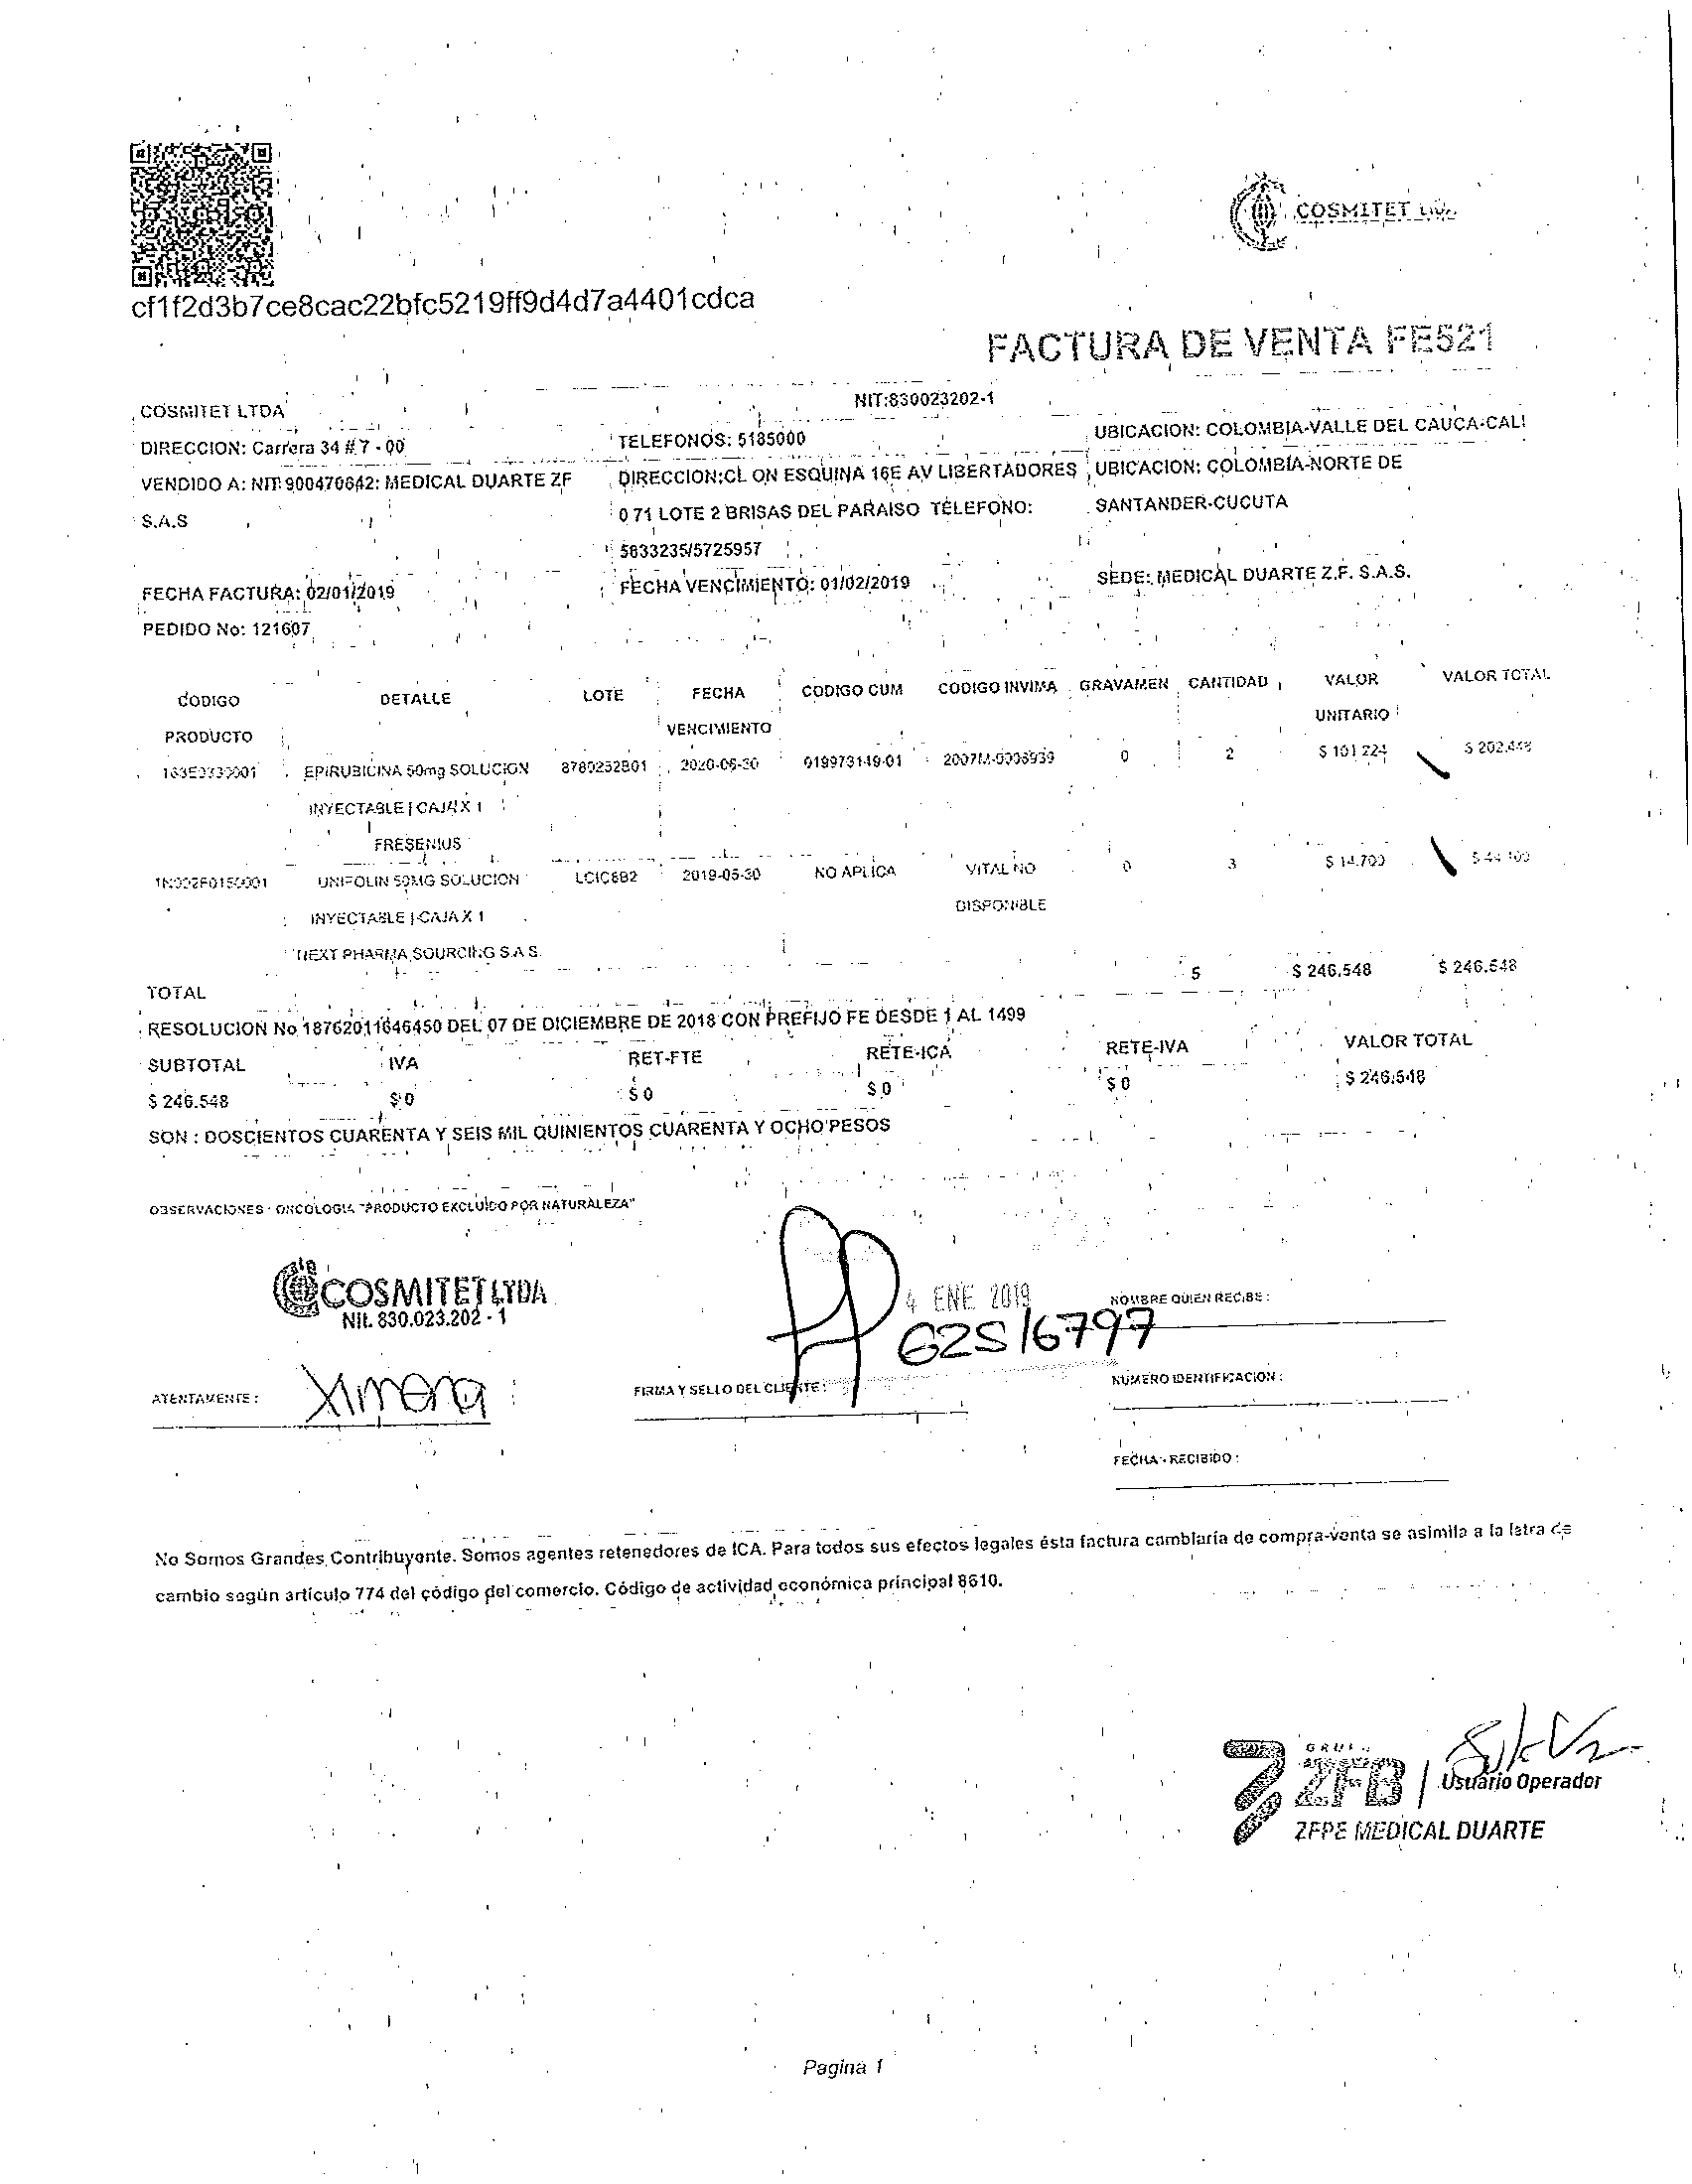 COSMITET
cf1f2d3b7ce8cac22bfc5219ff9d4d7a4401cdca
FACTURA DE VENTA FE521
COSMITET LTDA NIT:830023202-1
DIRECCION: Carrera 34 # 7 - 00 TELEFONOS: 5185000 UBICACION: COLOMBIA-VALLE DEL CAUCA-CALI
VENDIDO A: NIT 900470642: MEDICAL DUARTE ZF DIRECCION:CL ON ESQUINA 16E AV LIBERTADORES UBICACION: COLOMBIA-NORTE DE
S.A.S 0 71 LOTE 2 BRISAS DEL PARAISO TELEFONO: SANTANDER-CUCUTA
5833235/5725957
FECHA FACTURA: 02/01/2019 FECHA VENCIMIENTO: 01/02/2019 SEDE: MEDICAL DUARTE Z.F. S.A.S.
PEDIDO No: 121607
CODIGO DETALLE LOTE FECHA CODIGO CUM CODIGO INVIMA GRAVAMEN CANTIDAD VALOR VALOR TOTAL
PRODUCTO VENCIMIENTO UNITARIO
EPIRUBICINA 50mg SOLUCION 2020-06-30 019973149-01 0 2 $ 101.224 $ 202.448
INYECTABLE | CAJA X 1
FRESENIUS
UNIFOLIN 50MG SOLUCION 2019-05-30 NO APLICA VITAL NO 0 3 $ 14.700 $ 44.100
INYECTABLE | CAJA X 1 DISPONIBLE
NEXT PHARMA SOURCING S.A.S.
TOTAL 5 $ 246.548 $ 246.548
RESOLUCION No 18762011646450 DEL 07 DE DICIEMBRE DE 2018 CON PREFIJO FE DESDE 1 AL 1499
SUBTOTAL IVA RET-FTE RETE-ICA RETE-IVA VALOR TOTAL
$ 246.548 $ 0 $ 0 $ 0 $ 0 $ 246.548
SON : DOSCIENTOS CUARENTA Y SEIS MIL QUINIENTOS CUARENTA Y OCHO PESOS
OBSERVACIONES : ONCOLOGIA "PRODUCTO EXCLUIDO POR NATURALEZA"
COSMITET LTDA
Nit. 830.023.202 - 1
4 ENE 2019
NOMBRE QUIEN RECIBE :
62516797
ATENTAMENTE : Ximena
FIRMA Y SELLO DEL CLIENTE :
NUMERO IDENTIFICACION :
FECHA - RECIBIDO :
No Somos Grandes Contribuyente. Somos agentes retenedores de ICA. Para todos sus efectos legales ésta factura cambiaría de compra-venta se asimila a la letra de
cambio según artículo 774 del código del comercio. Código de actividad económica principal 8610.
GRUPO
ZFB | Usuario Operador
ZFPE MEDICAL DUARTE
Pagina 1